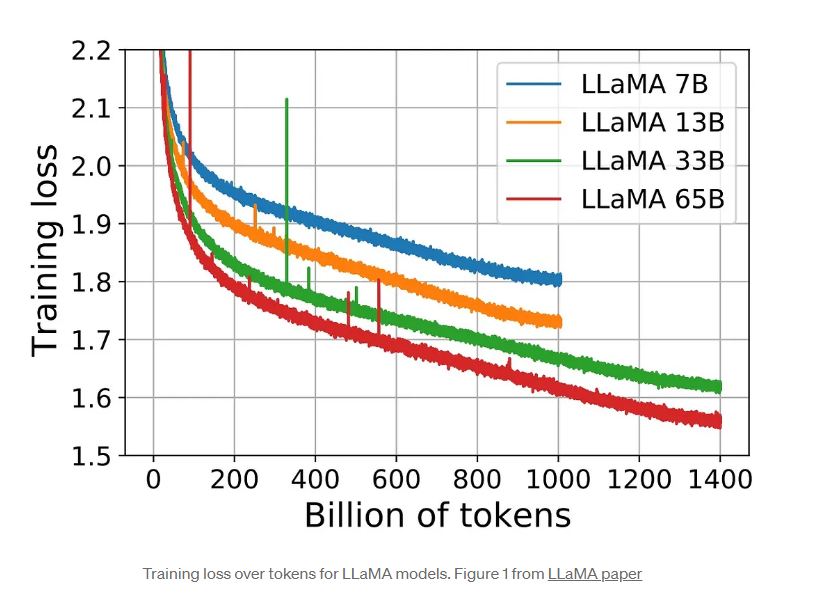 2.2
2.1
2.0
1.9
1.8
1.7
1.6
1.5
Training loss
LLaMA 7B
LLaMA 13B
LLaMA 33B
LLaMA 65B
0 200 400 600 800 1000 1200 1400
Billion of tokens
Training loss over tokens for LLaMA models. Figure 1 from LLaMA paper